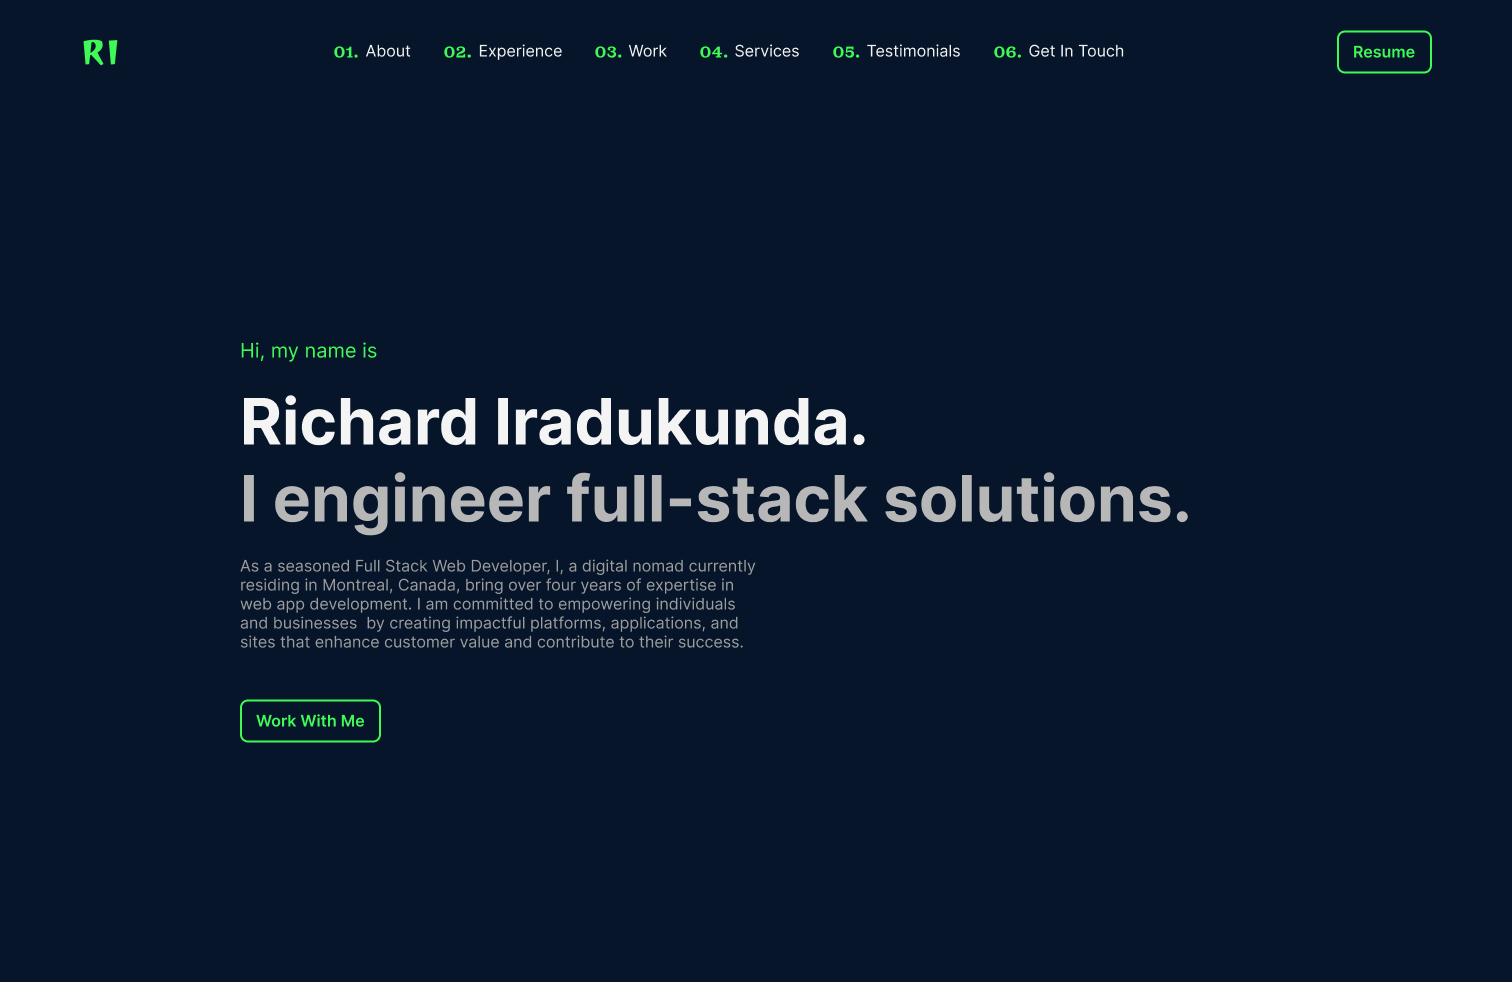 RI
01. About 02. Experience 03. Work 04. Services 05. Testimonials 06. Get In Touch
Resume
Hi, my name is
Richard Iradukunda.
I engineer full-stack solutions.
As a seasoned Full Stack Web Developer, I, a digital nomad currently
residing in Montreal, Canada, bring over four years of expertise in
web app development. I am committed to empowering individuals
and businesses  by creating impactful platforms, applications, and
sites that enhance customer value and contribute to their success.
Work With Me